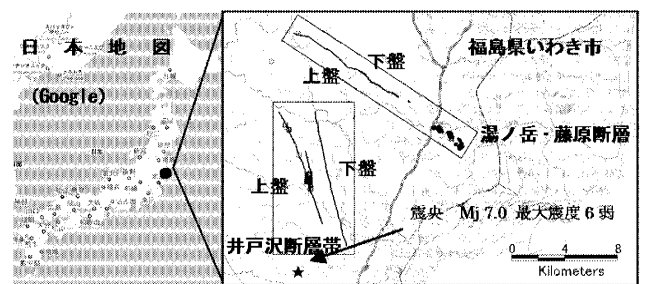 日本地図
(Google)
福島県いわき市
下盤
上盤
湯ノ岳・藤原断層
上盤
下盤
震央 Mj 7.0 最大震度6弱
井戸沢断層帯
0 4 8
Kilometers